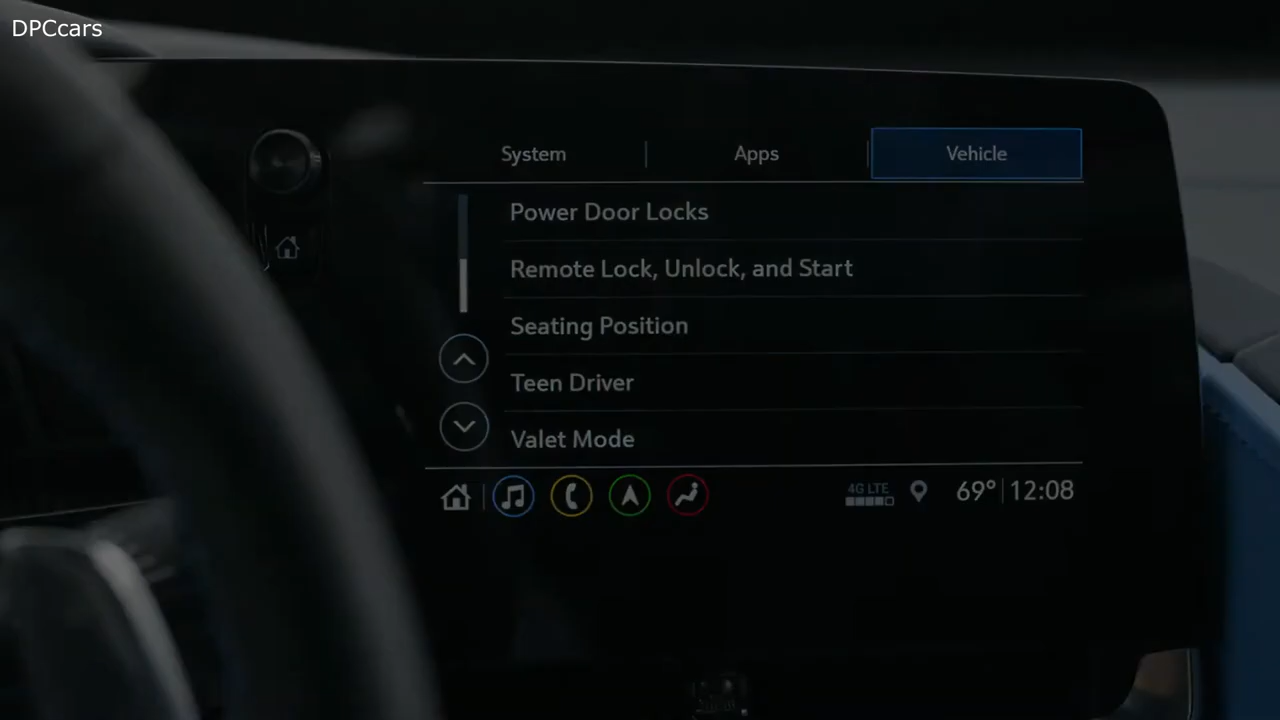 DPCcars
System
Apps
Vehicle
Power Door Locks
Remote Lock, Unlock, and Start
Seating Position
Teen Driver
Valet Mode
4G LTE
69° 12:08